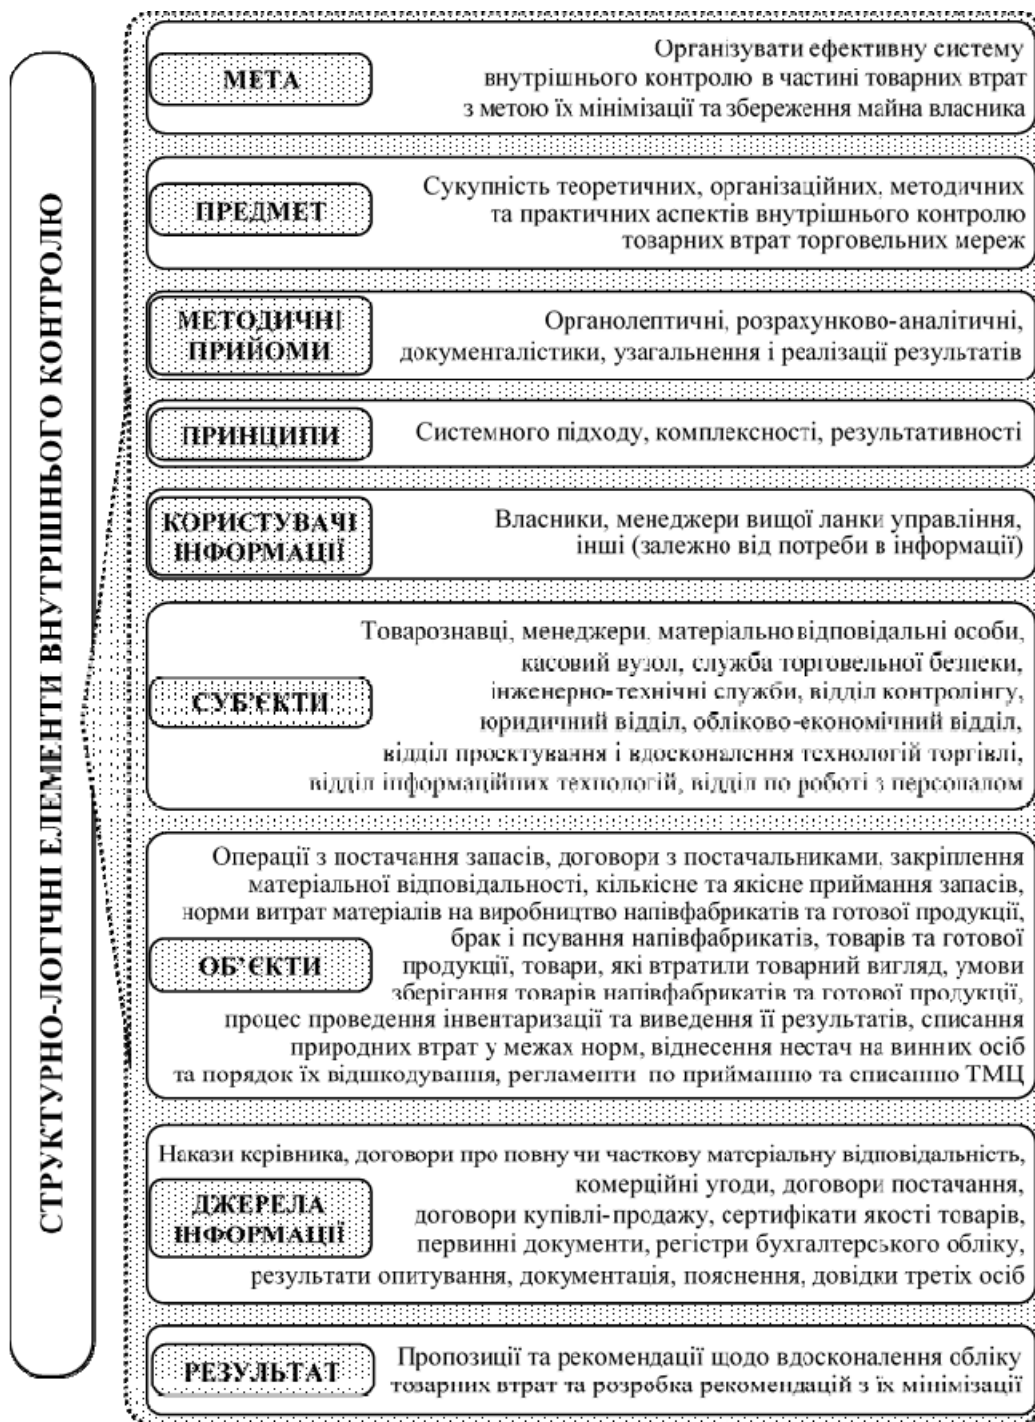 СТРУКТУРНО-ЛОГІЧНІ ЕЛЕМЕНТИ ВНУТРІШНЬОГО КОНТРОЛЮ
МЕТА
Організувати ефективну систему
внутрішнього контролю в частині товарних втрат
з метою їх мінімізації та збереження майна власника
ПРЕДМЕТ
Сукупність теоретичних, організаційних, методичних
та практичних аспектів внутрішнього контролю
товарних втрат торговельних мереж
МЕТОДИЧНІ
ПРИЙОМИ
Органолептичні, розрахунково-аналітичні,
документалістики, узагальнення і реалізації результатів
ПРИНЦИПИ
Системного підходу, комплексності, результативності
КОРИСТУВАЧІ
ІНФОРМАЦІЇ
Власники, менеджери вищої ланки управління,
інші (залежно від потреби в інформації)
СУБ'ЄКТИ
Товарознавці, менеджери, матеріально відповідальні особи,
касовий вузол, служба торговельної безпеки,
інженерно-технічні служби, відділ контролінгу,
юридичний відділ, обліково-економічний відділ,
відділ проєктування і вдосконалення технологій торгівлі,
відділ інформаційних технологій, відділ по роботі з персоналом
ОБ'ЄКТИ
Операції з постачання запасів, договори з постачальниками, закріплення
матеріальної відповідальності, кількісне та якісне приймання запасів,
норми витрат матеріалів на виробництво напівфабрикатів та готової продукції,
брак і псування напівфабрикатів, товарів та готової
продукції, товари, які втратили товарний вигляд, умови
зберігання товарів напівфабрикатів та готової продукції,
процес проведення інвентаризації та виведення її результатів, списання
природних втрат у межах норм, віднесення нестач на винних осіб
та порядок їх відшкодування, регламенти по прийманню та списанню ТМЦ
ДЖЕРЕЛА
ІНФОРМАЦІЇ
Накази керівника, договори про повну чи часткову матеріальну відповідальність,
комерційні угоди, договори постачання,
договори купівлі-продажу, сертифікати якості товарів,
первинні документи, регістри бухгалтерського обліку,
результати опитування, документація, пояснення, довідки третіх осіб
РЕЗУЛЬТАТ
Пропозиції та рекомендації щодо вдосконалення обліку
товарних втрат та розробка рекомендацій з їх мінімізації